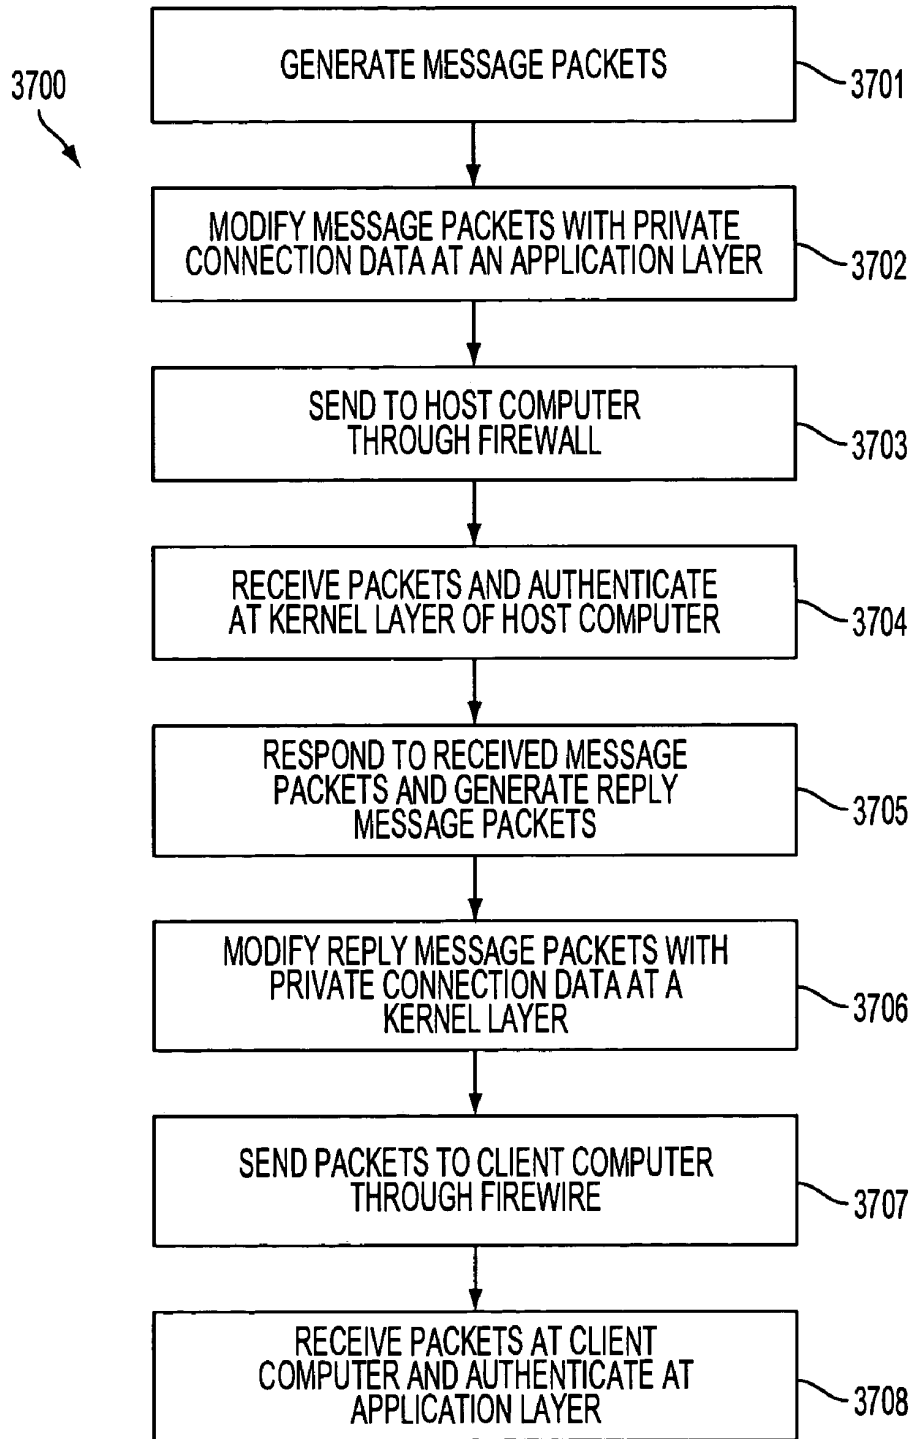 GENERATE MESSAGE PACKETS
3701
3700
MODIFY MESSAGE PACKETS WITH PRIVATE
CONNECTION DATA AT AN APPLICATION LAYER
3702
SEND TO HOST COMPUTER
THROUGH FIREWALL
3703
RECEIVE PACKETS AND AUTHENTICATE
AT KERNEL LAYER OF HOST COMPUTER
3704
RESPOND TO RECEIVED MESSAGE
PACKETS AND GENERATE REPLY
MESSAGE PACKETS
3705
MODIFY REPLY MESSAGE PACKETS WITH
PRIVATE CONNECTION DATA AT A
KERNEL LAYER
3706
SEND PACKETS TO CLIENT COMPUTER
THROUGH FIREWIRE
3707
RECEIVE PACKETS AT CLIENT
COMPUTER AND AUTHENTICATE AT
APPLICATION LAYER
3708